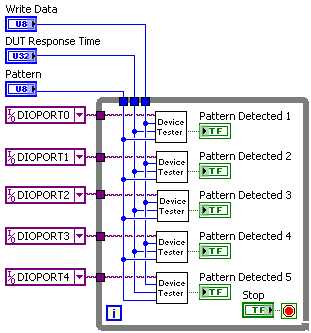 Write Data
U8
DUT Response Time
U32
Pattern
U8
I/O DIOPORT0
Device Tester
Pattern Detected 1
TF
I/O DIOPORT1
Device Tester
Pattern Detected 2
TF
I/O DIOPORT2
Device Tester
Pattern Detected 3
TF
I/O DIOPORT3
Device Tester
Pattern Detected 4
TF
I/O DIOPORT4
Device Tester
Pattern Detected 5
TF
Stop
TF
i